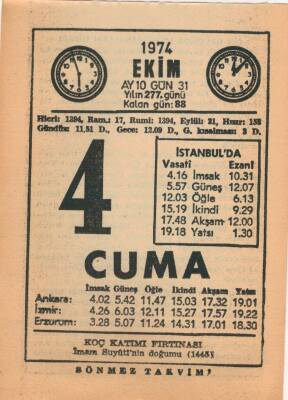 1974
EKİM
AY 10 GÜN 31
Yılın 277. günü
Kalan gün: 88
Hicri: 1394, Ram.: 17, Rumi: 1394, Eylül: 21, Hızır: 152
Gündüz: 11.51 D., Gece: 12.09 D., G. kısalması: 3 D.
4
İSTANBUL'DA
Vasati Ezani
4.16 İmsak 10.31
5.57 Güneş 12.07
12.03 Öğle 6.13
15.19 İkindi 9.29
17.48 Akşam 12.00
19.18 Yatsı 1.30
CUMA
İmsak Güneş Öğle İkindi Akşam Yatsı
Ankara: 4.02 5.42 11.47 15.03 17.32 19.01
İzmir: 4.26 6.03 12.11 15.27 17.57 19.22
Erzurum: 3.28 5.07 11.24 14.31 17.01 18.30
KOÇ KATIMI FIRTINASI
İmam Suyûti'nin doğumu (1445)
SÖNMEZ TAKVİM